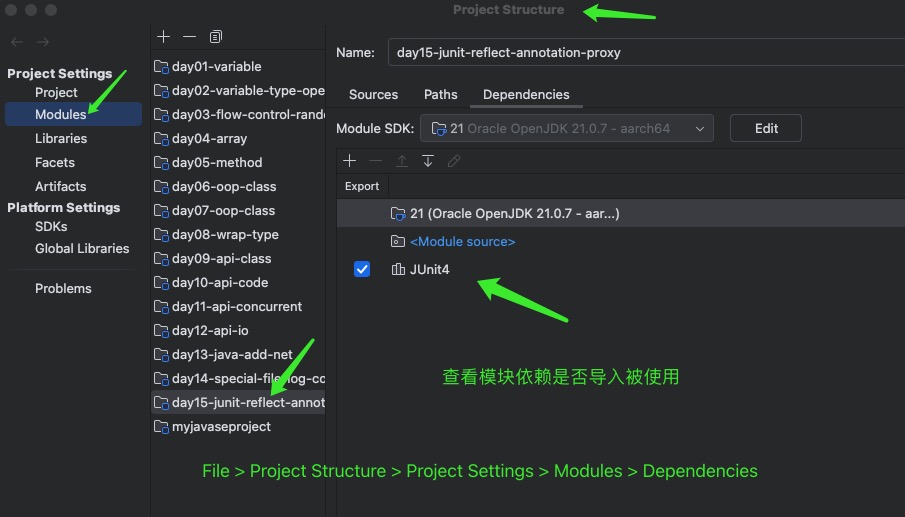 Project Structure
Project Settings
Project
Modules
Libraries
Facets
Artifacts
Platform Settings
SDKs
Global Libraries
Problems
day01-variable
day02-variable-type-ope
day03-flow-control-rand
day04-array
day05-method
day06-oop-class
day07-oop-class
day08-wrap-type
day09-api-class
day10-api-code
day11-api-concurrent
day12-api-io
day13-java-add-net
day14-special-file-log-co
day15-junit-reflect-annot
myjavaseproject
Name: day15-junit-reflect-annotation-proxy
Sources Paths Dependencies
Module SDK: 21 Oracle OpenJDK 21.0.7 - aarch64 Edit
Export
21 (Oracle OpenJDK 21.0.7 - aar...)
<Module source>
JUnit4
查看模块依赖是否导入被使用
File > Project Structure > Project Settings > Modules > Dependencies